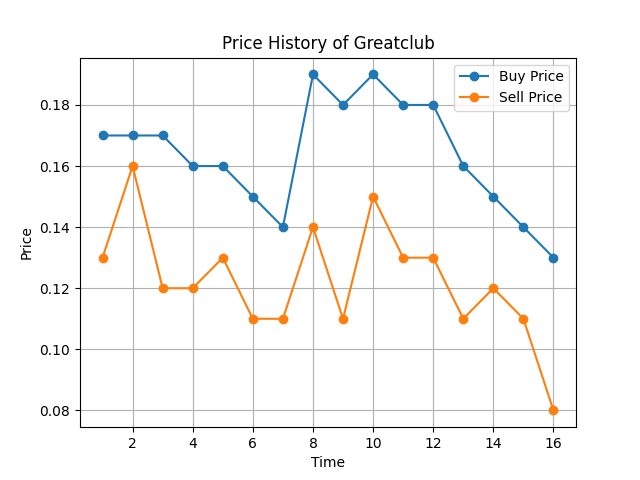 Price History of Greatclub
Buy Price
Sell Price
0.18
0.16
0.14
0.12
0.10
0.08
Price
2 4 6 8 10 12 14 16
Time